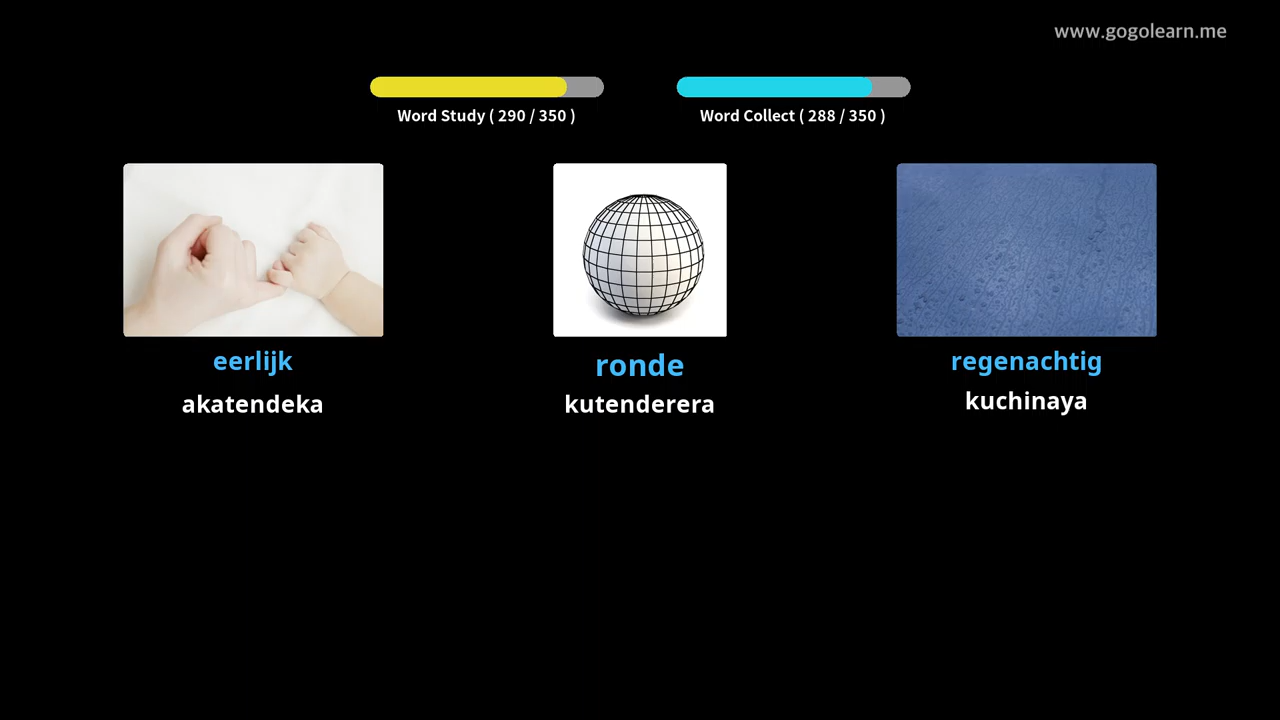 www.gogolearn.me
Word Study ( 290 / 350 )
Word Collect ( 288 / 350 )
eerlijk
akatendeka
ronde
kutenderera
regenachtig
kuchinaya